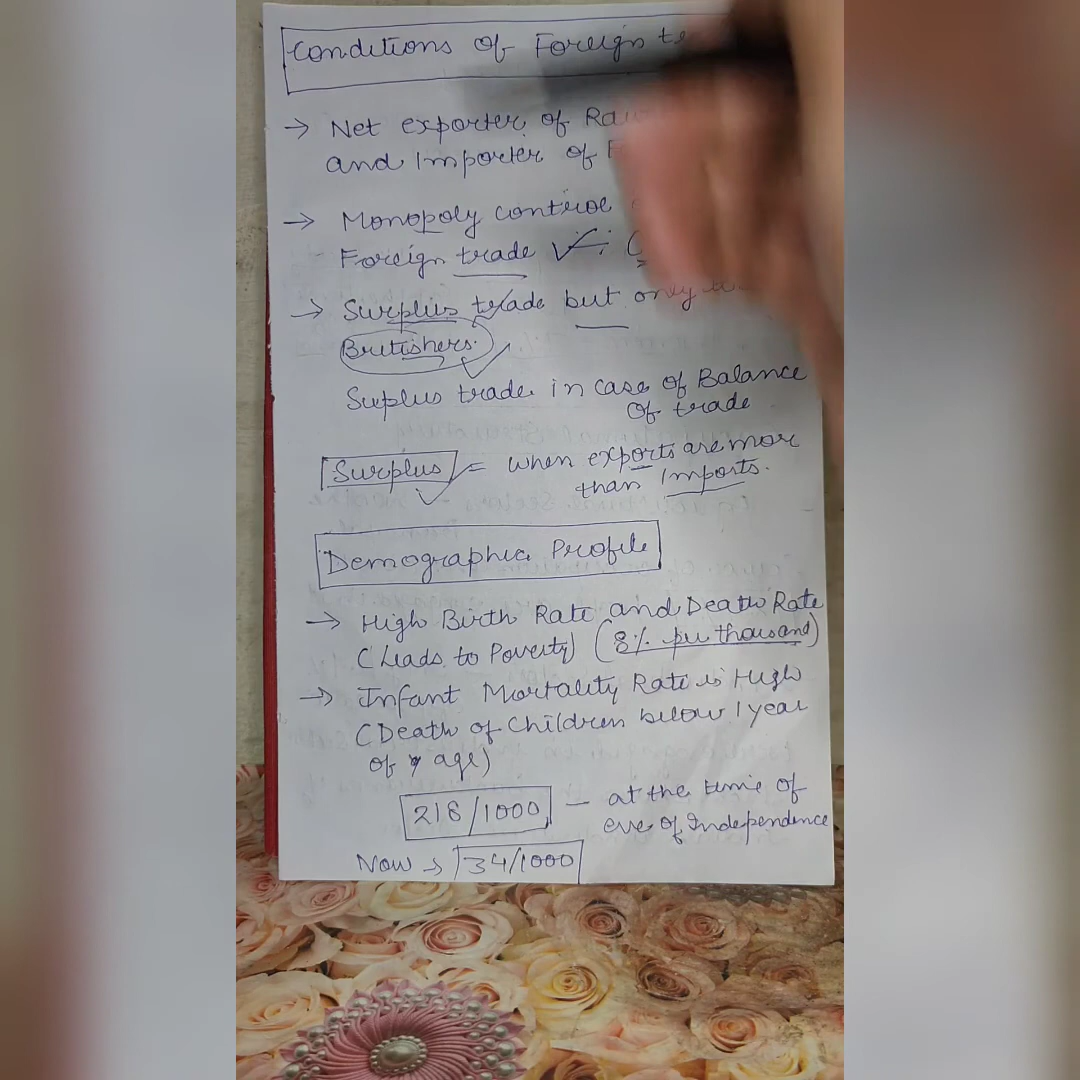 Conditions of Foreign
→ Net exporter of Raw
and Importer of
→ Monopoly control
Foreign trade
→ Surplus trade but only
Britishers.
Suplus trade in case of Balance
of trade
Surplus = when exports are more
than Imports.
Demographic Profile
→ High Birth Rate and Death Rate
(Leads to Poverty) (8% per thousand)
→ Infant Mortality Rate is High
(Death of Children below 1 year
of age)
218/1000 — at the time of
eve of Independence
Now → 34/1000